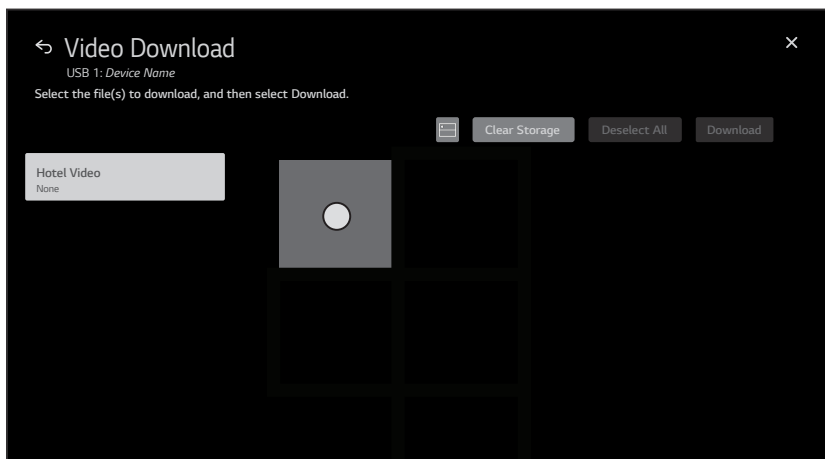 Video Download
USB 1: Device Name
Select the file(s) to download, and then select Download.
Clear Storage
Deselect All
Download
Hotel Video
None